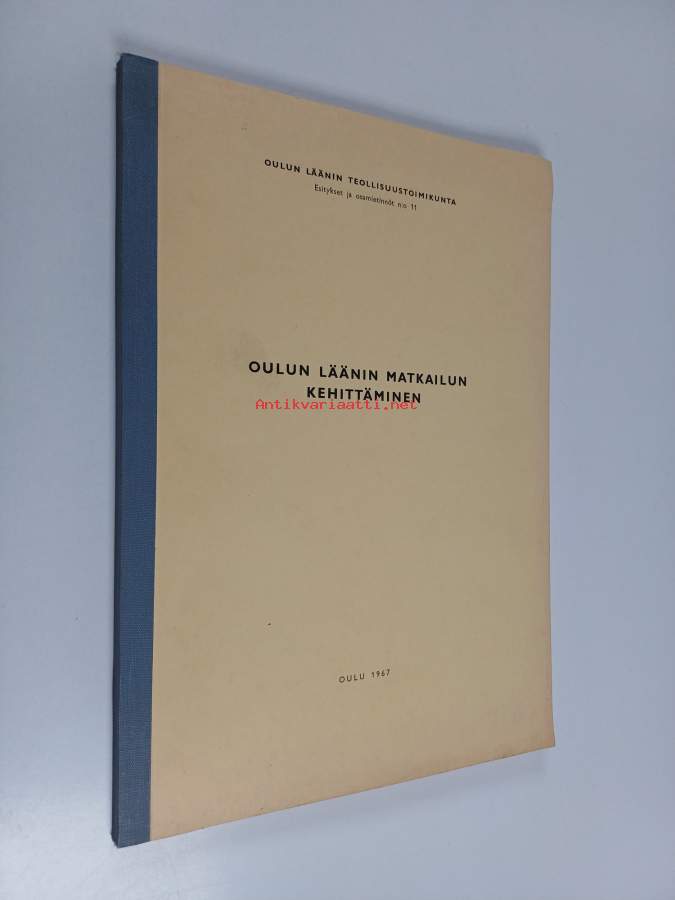 OULUN LÄÄNIN TEOLLISUUSTOIMIKUNTA
Esitykset ja osamietinnöt n:o 11
OULUN LÄÄNIN MATKAILUN
KEHITTÄMINEN
Antikvariaatti.net
OULU 1967